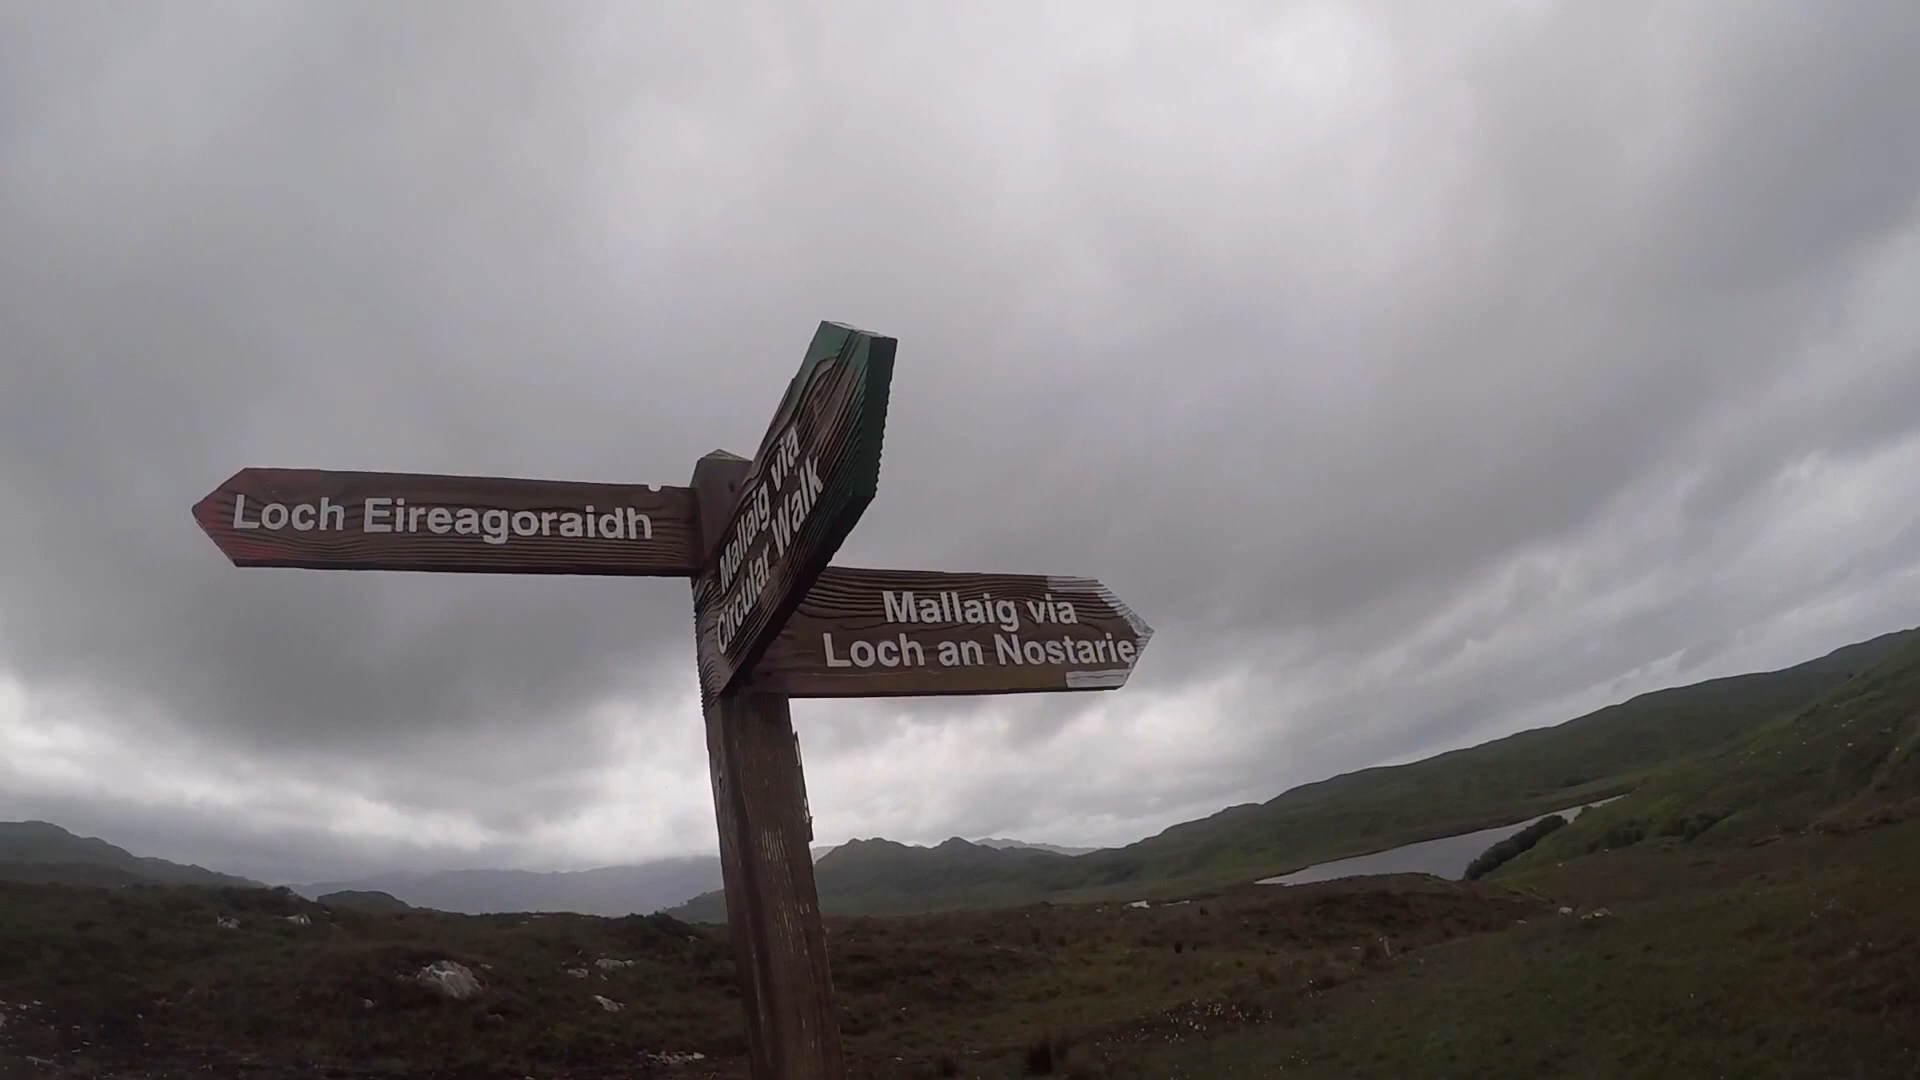 Loch Eireagoraidh
Mallaig via
Circular Walk
Mallaig via
Loch an Nostarie